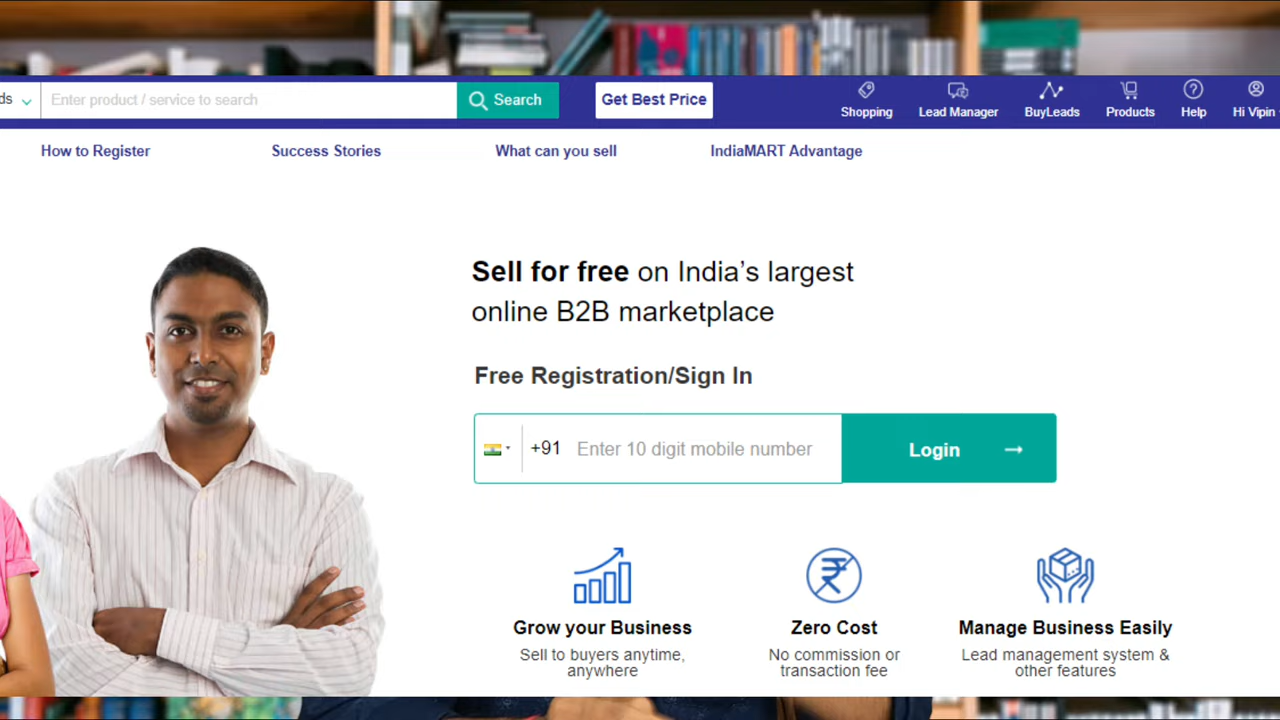 ds
Enter product / service to search
Search
Get Best Price
Shopping
Lead Manager
BuyLeads
Products
Help
Hi Vipin
How to Register
Success Stories
What can you sell
IndiaMART Advantage
Sell for free on India's largest
online B2B marketplace
Free Registration/Sign In
+91
Enter 10 digit mobile number
Login
Grow your Business
Sell to buyers anytime,
anywhere
Zero Cost
No commission or
transaction fee
Manage Business Easily
Lead management system &
other features